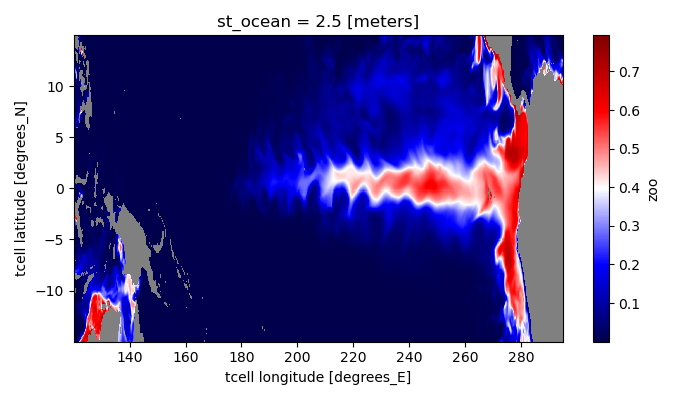 st_ocean = 2.5 [meters]
10
5
0
−5
−10
tcell latitude [degrees_N]
140 160 180 200 220 240 260 280
tcell longitude [degrees_E]
0.7
0.6
0.5
0.4
0.3
0.2
0.1
zoo